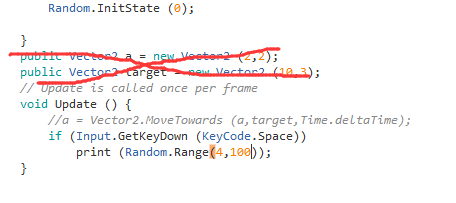 Random.InitState (0);
}
public Vector2 a = new Vector2 (2,2);
public Vector2 target = new Vector2 (10,3);
// Update is called once per frame
void Update () {
//a = Vector2.MoveTowards (a,target,Time.deltaTime);
if (Input.GetKeyDown (KeyCode.Space))
print (Random.Range(4,100));
}